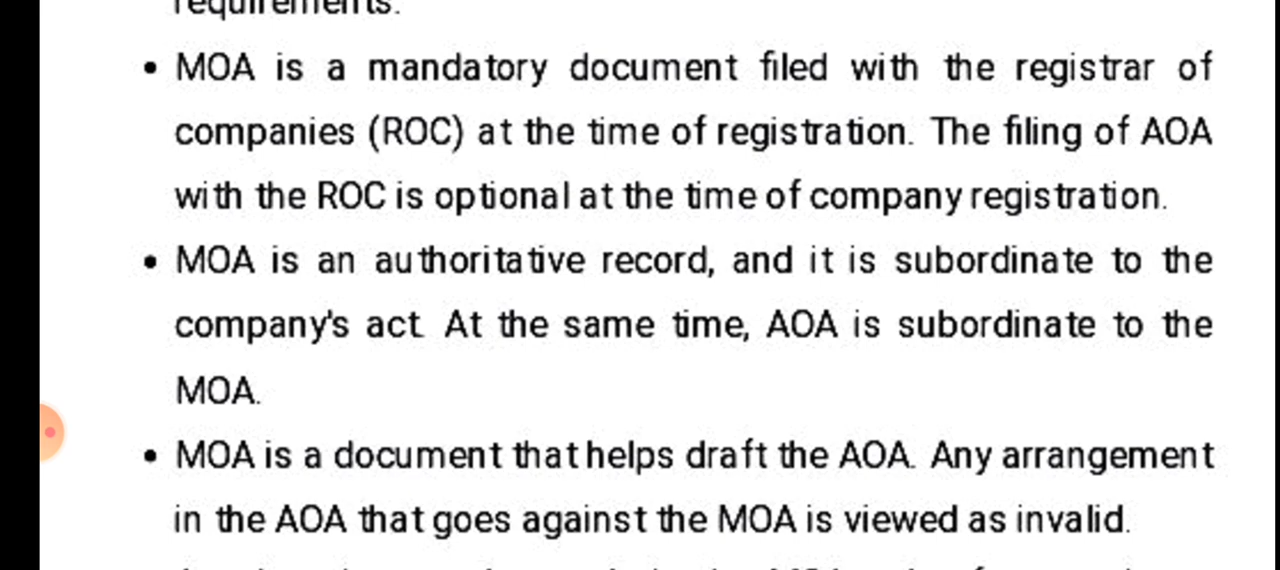 requirements.
• MOA is a mandatory document filed with the registrar of
companies (ROC) at the time of registration. The filing of AOA
with the ROC is optional at the time of company registration.
• MOA is an authoritative record, and it is subordinate to the
company's act. At the same time, AOA is subordinate to the
MOA.
• MOA is a document that helps draft the AOA. Any arrangement
in the AOA that goes against the MOA is viewed as invalid.